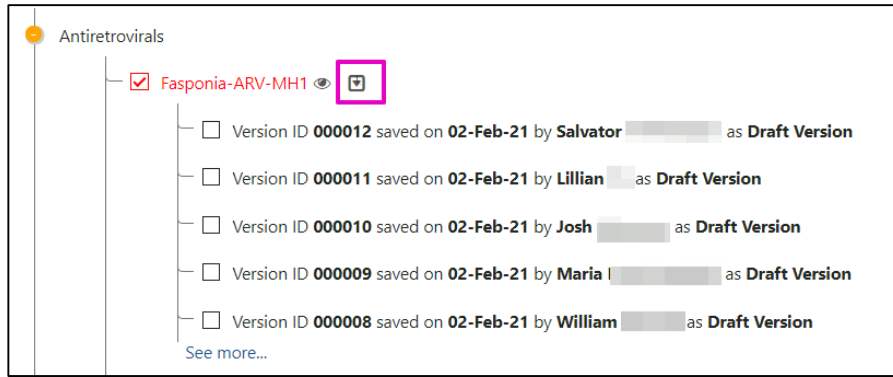 Antiretrovirals
Fasponia-ARV-MH1
Version ID 000012 saved on 02-Feb-21 by Salvator as Draft Version
Version ID 000011 saved on 02-Feb-21 by Lillian as Draft Version
Version ID 000010 saved on 02-Feb-21 by Josh as Draft Version
Version ID 000009 saved on 02-Feb-21 by Maria as Draft Version
Version ID 000008 saved on 02-Feb-21 by William as Draft Version
See more...